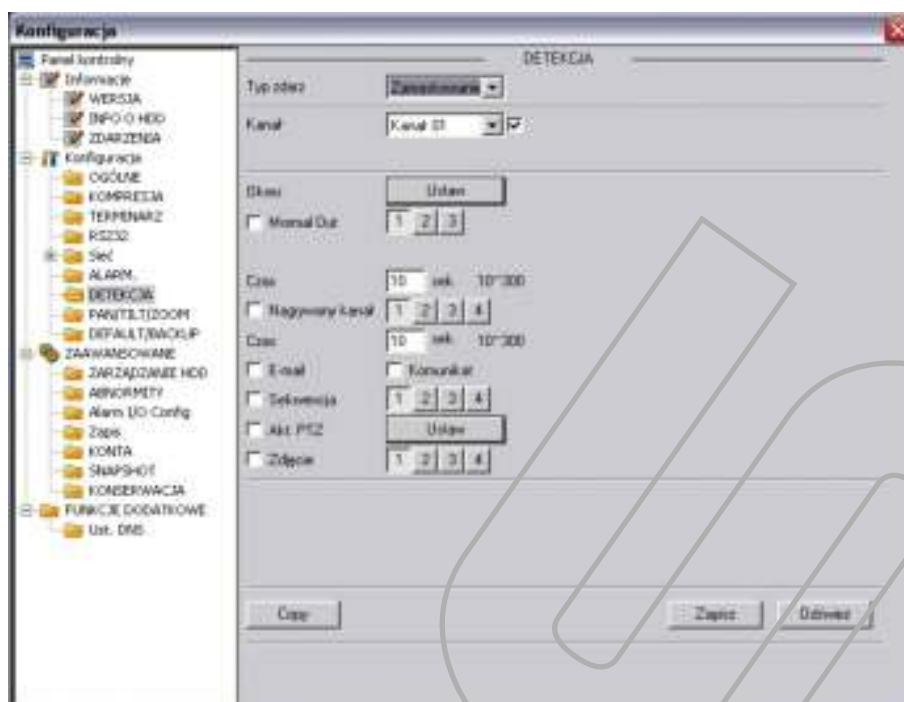 Konfiguracja
Panel kontrolny
Informacje
WERSJA
INFO O HDD
ZDARZENIA
Konfiguracja
OGÓLNE
KOMPRESJA
TERMINARZ
RS232
Sieć
ALARM
DETEKCJA
PAN/TILT/ZOOM
DEFAULT/BACKUP
ZAAWANSOWANE
ZARZĄDZANIE HDD
ABNORMITY
Alarm I/O Config
Zapis
KONTA
SNAPSHOT
KONSERWACJA
FUNKCJE DODATKOWE
Ust. DNS
DETEKCJA
Typ zdarz
Kanał Kanał 01
Okres Ustaw
1 2 3
Czas 10 sek 10~300
Nagrywany kanał 1 2 3 4
Czas 10 sek 10~300
E-mail Komunikat
Sekwencja 1 2 3 4
Akt. PTZ Ustaw
Zdjęcie 1 2 3 4
Copy Zapisz Odśwież